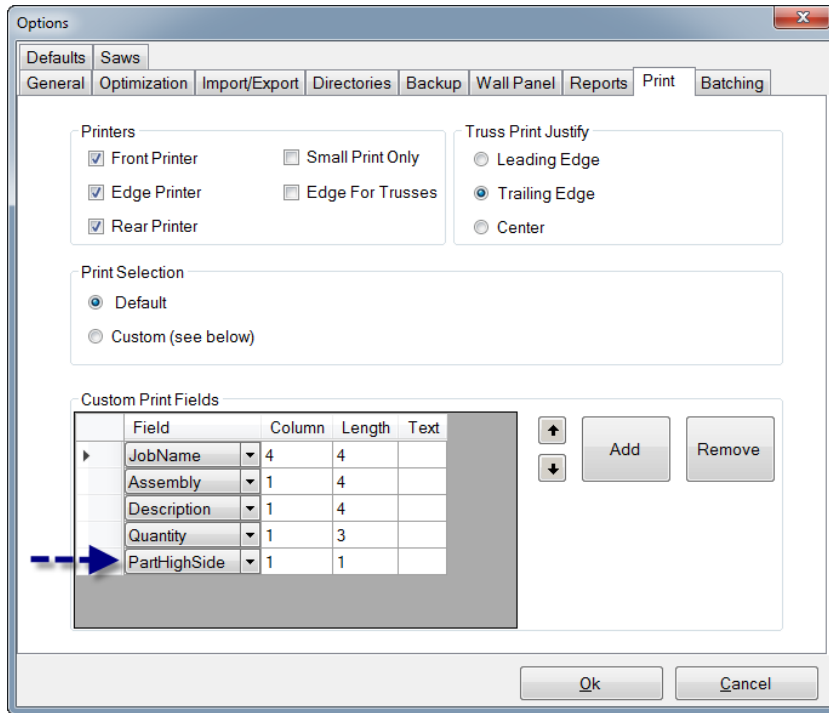 Options
Defaults Saws
General Optimization Import/Export Directories Backup Wall Panel Reports Print Batching
Printers
Front Printer Small Print Only
Edge Printer Edge For Trusses
Rear Printer
Truss Print Justify
Leading Edge
Trailing Edge
Center
Print Selection
Default
Custom (see below)
Custom Print Fields
Field Column Length Text
JobName 4 4
Assembly 1 4
Description 1 4
Quantity 1 3
PartHighSide 1 1
Add Remove
Ok Cancel